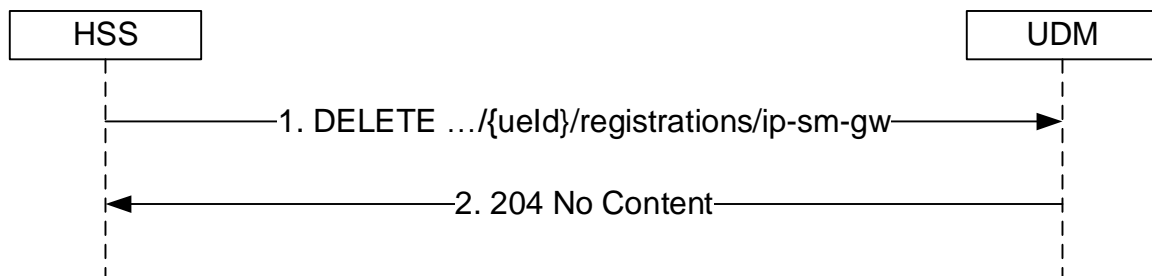 HSS
UDM
1. DELETE …/{ueId}/registrations/ip-sm-gw
2. 204 No Content